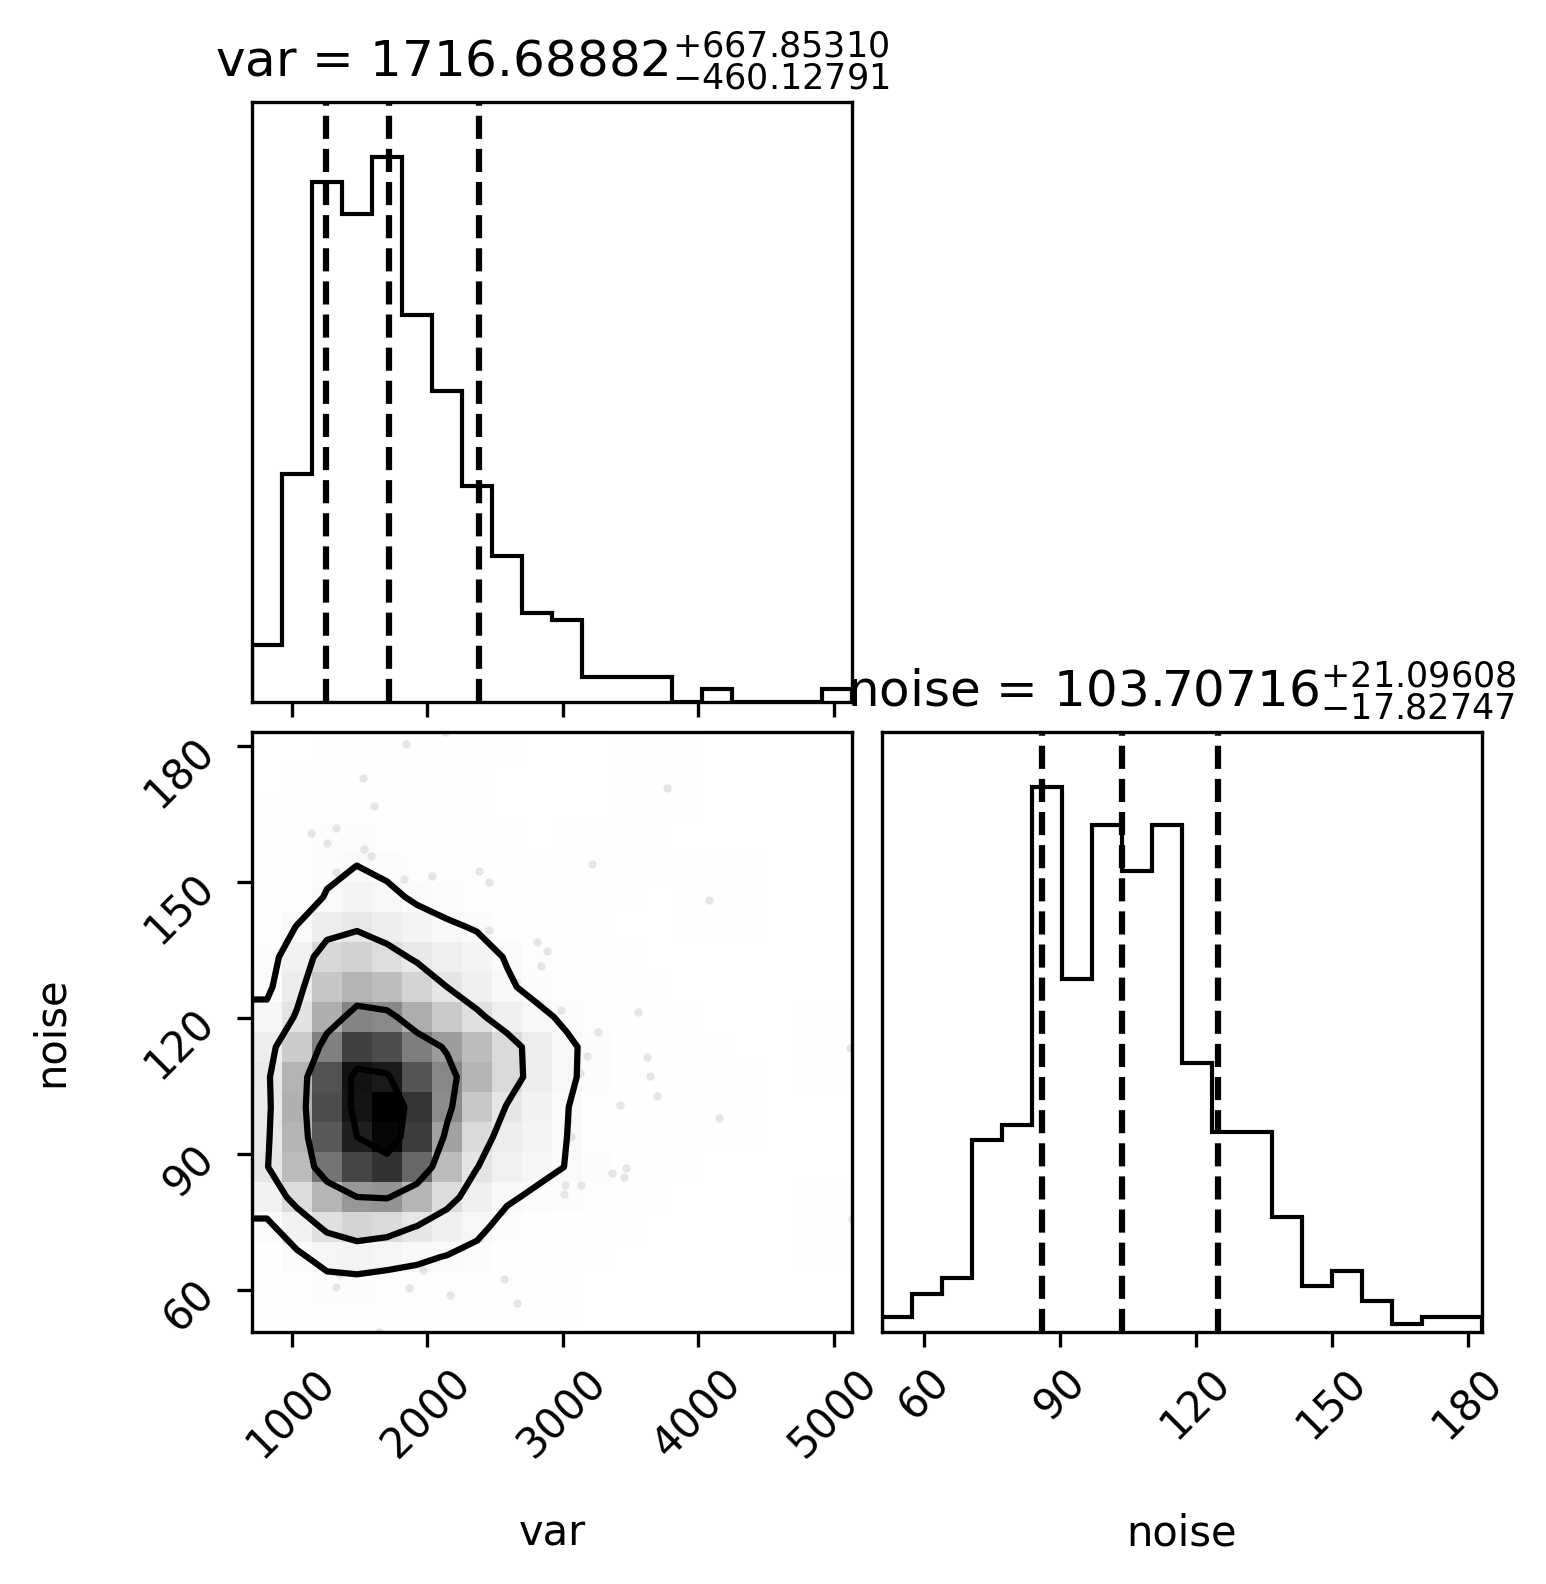 var = 1716.68882+667.85310−460.12791
noise = 103.70716+21.09608−17.82747
180
150
120
90
60
noise
1000 2000 3000 4000 5000
60 90 120 150 180
var
noise